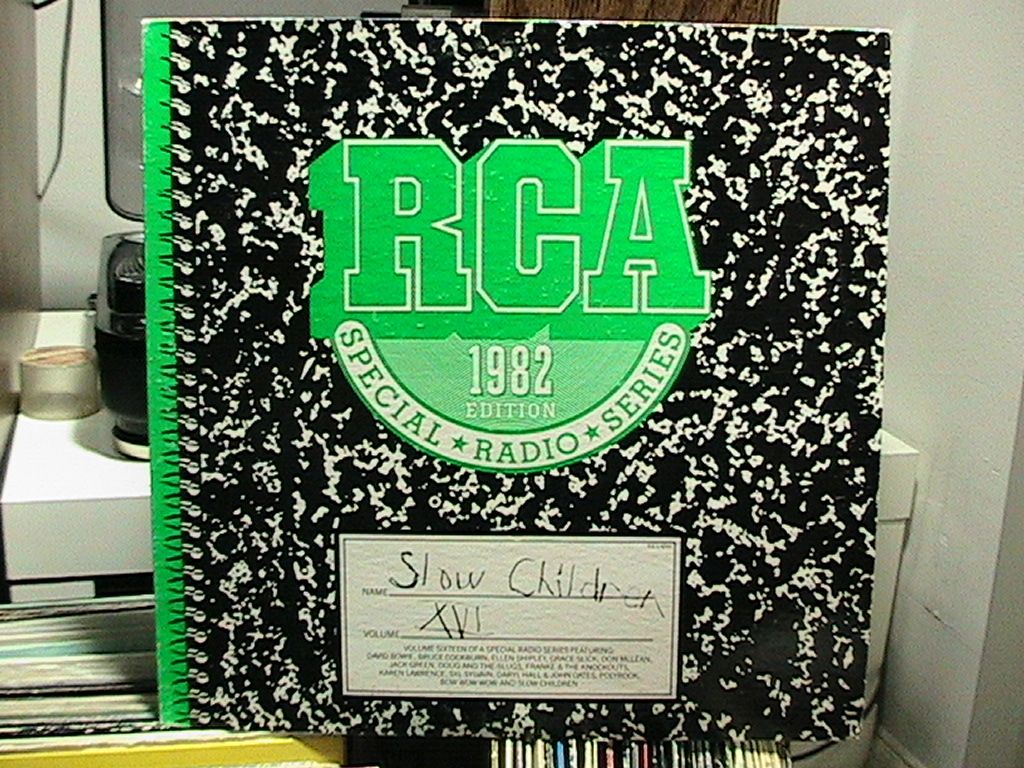 RCA
SPECIAL ★ RADIO ★ SERIES
1982
EDITION
NAME Slow Children
VOLUME XVI
VOLUME SIXTEEN OF A SPECIAL RADIO SERIES FEATURING:
DAVID BOWIE, BRUCE COCKBURN, ELLEN SHIPLEY, GRACE SLICK, DON McLEAN,
JACK GREEN, DOUG AND THE SLUGS, FRANKE & THE KNOCKOUTS,
KAREN LAWRENCE, SYL SYLVAIN, DARYL HALL & JOHN OATES, POLYROCK,
BOW WOW WOW AND SLOW CHILDREN